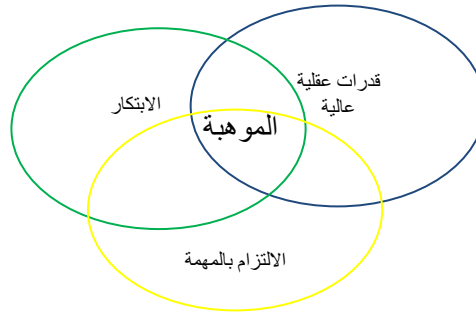 قدرات عقلية
عالية
الابتكار
الموهبة
الالتزام بالمهمة